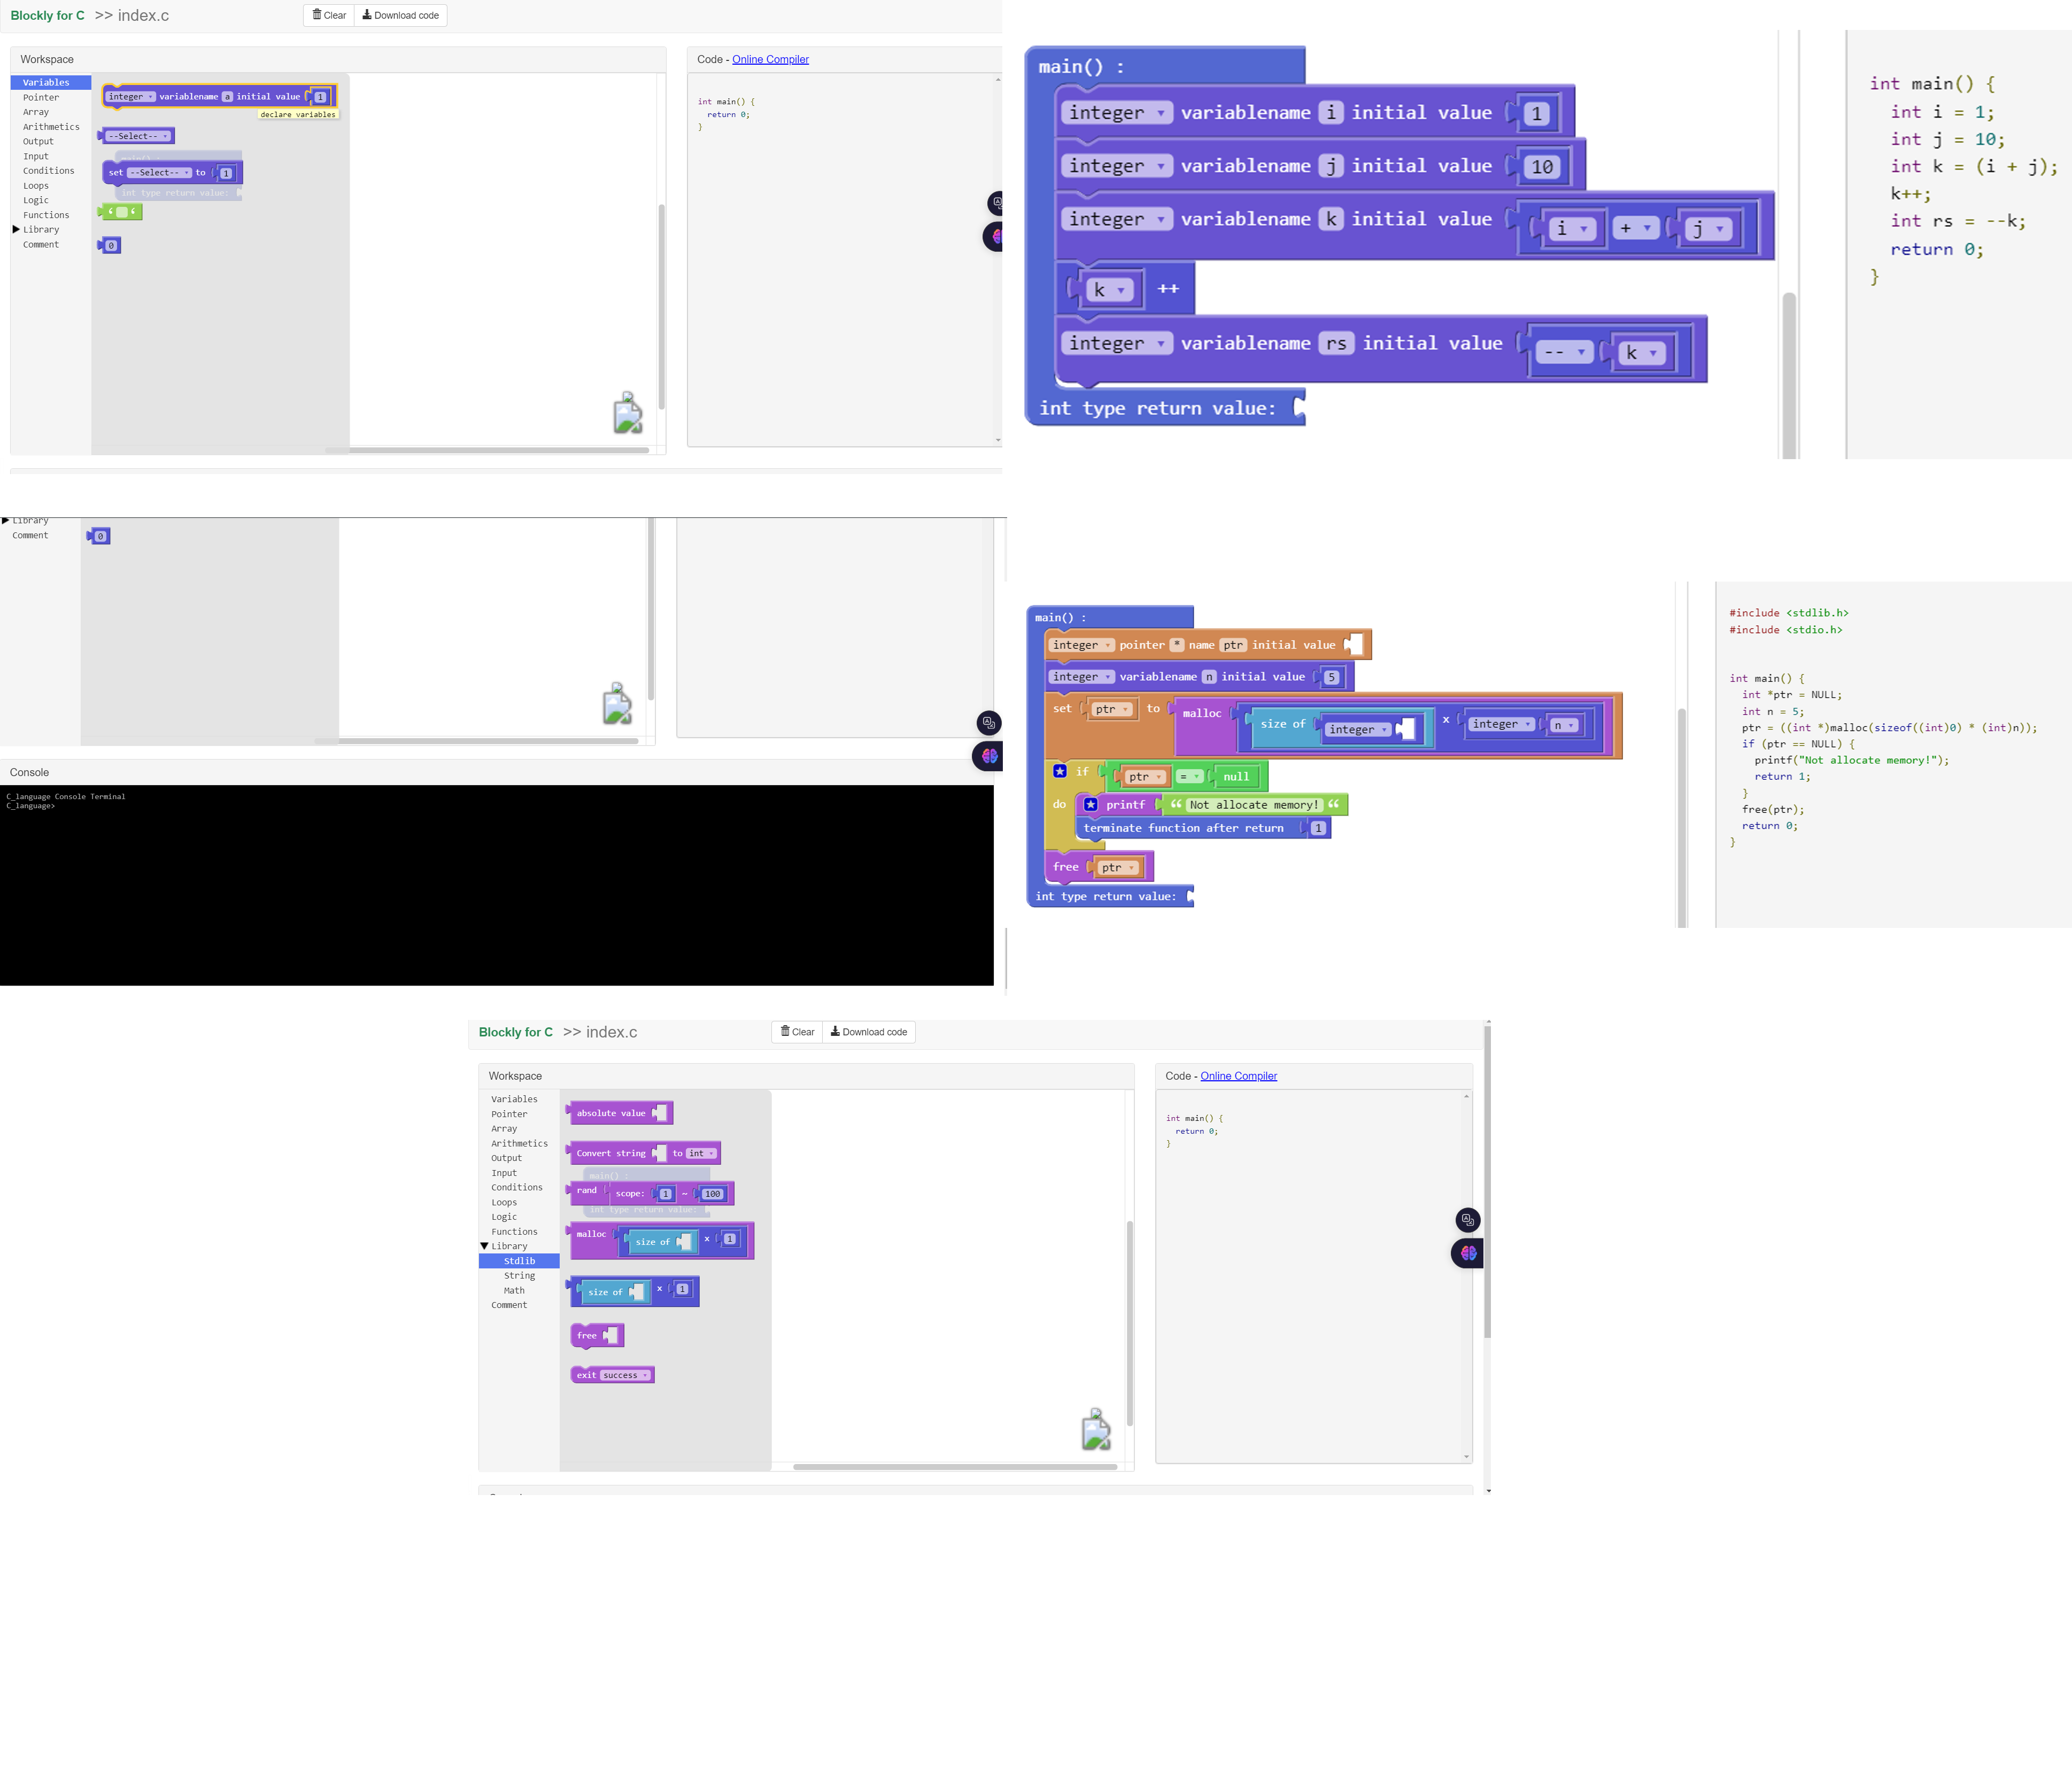 Blockly for C >> index.c
Clear
Download code
Workspace
Variables
Pointer
Array
Arithmetics
Output
Input
Conditions
Loops
Logic
Functions
Library
Comment
integer variablename a initial value 1
declare variables
--Select--
main() :
set --Select-- to 1
int type return value:
“ “
0
Code - Online Compiler
int main() {
return 0;
}
main() :
integer variablename i initial value 1
integer variablename j initial value 10
integer variablename k initial value i + j
k ++
integer variablename rs initial value -- k
int type return value:
int main() {
int i = 1;
int j = 10;
int k = (i + j);
k++;
int rs = --k;
return 0;
}
Library
Comment
0
Console
C_language Console Terminal
C_language>
main() :
integer pointer * name ptr initial value
integer variablename n initial value 5
set ptr to malloc size of integer x integer n
if ptr = null
do printf “ Not allocate memory! “
terminate function after return 1
free ptr
int type return value:
#include <stdlib.h>
#include <stdio.h>
int main() {
int *ptr = NULL;
int n = 5;
ptr = ((int *)malloc(sizeof((int)0) * (int)n));
if (ptr == NULL) {
printf("Not allocate memory!");
return 1;
}
free(ptr);
return 0;
}
Blockly for C >> index.c
Clear
Download code
Workspace
Variables
Pointer
Array
Arithmetics
Output
Input
Conditions
Loops
Logic
Functions
Library
Stdlib
String
Math
Comment
absolute value
Convert string to int
main() :
rand scope: 1 ~ 100
int type return value:
malloc size of x 1
size of x 1
free
exit success
Code - Online Compiler
int main() {
return 0;
}